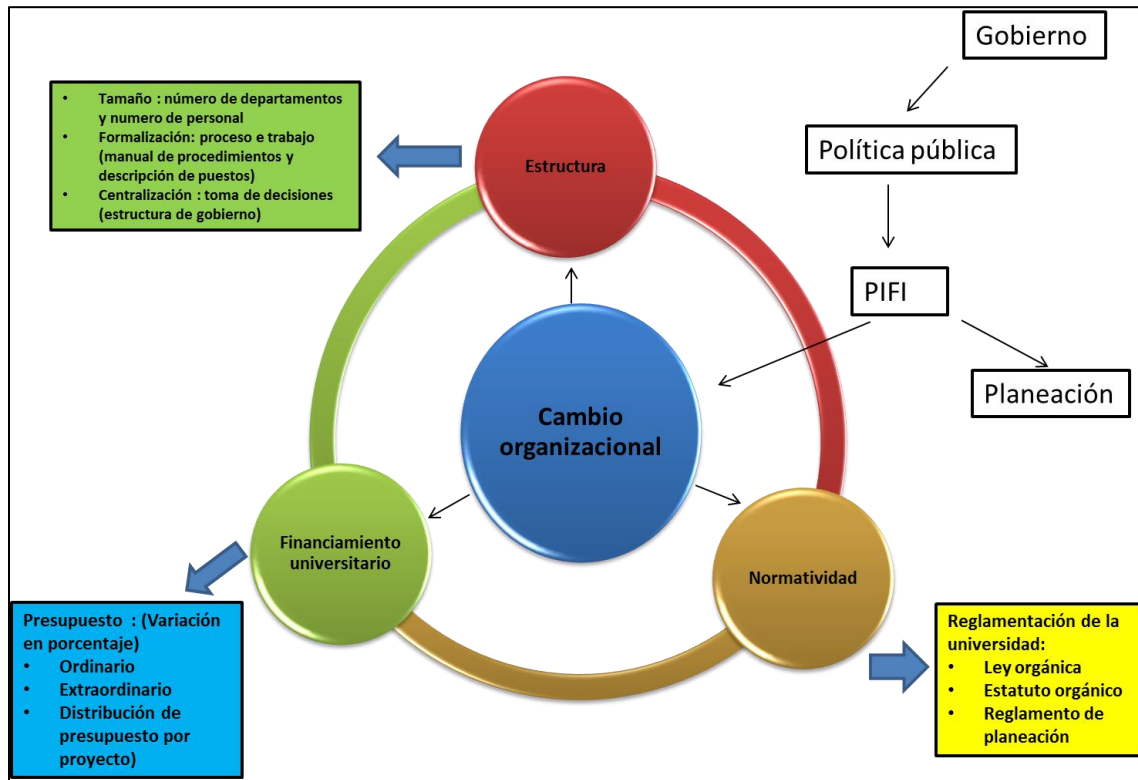 Gobierno
Política pública
PIFI
Planeación
• Tamaño : número de departamentos
y numero de personal
• Formalización: proceso e trabajo
(manual de procedimientos y
descripción de puestos)
• Centralización : toma de decisiones
(estructura de gobierno)
Estructura
Cambio
organizacional
Financiamiento
universitario
Normatividad
Presupuesto : (Variación
en porcentaje)
• Ordinario
• Extraordinario
• Distribución de
presupuesto por
proyecto)
Reglamentación de la
universidad:
• Ley orgánica
• Estatuto orgánico
• Reglamento de
planeación